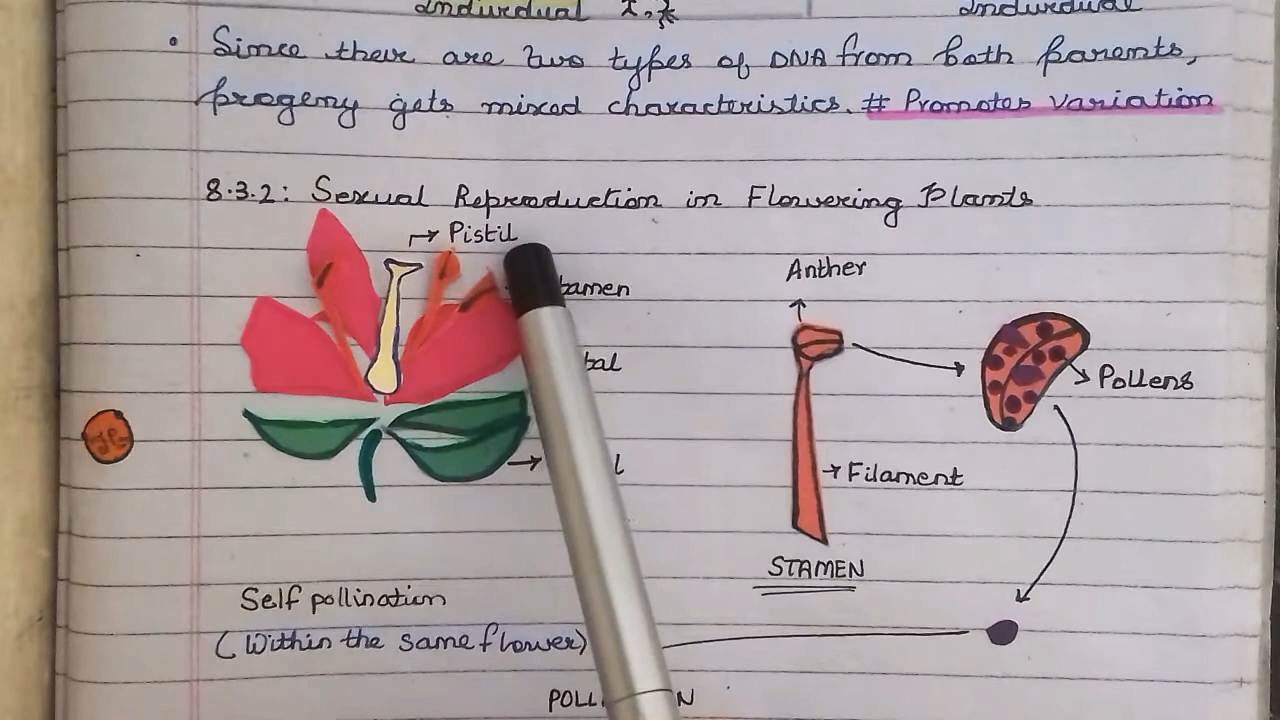 Individual
Individual
• Since there are two types of DNA from both parents,
progeny gets mixed characteristics. # Promotes variation
8.3.2: Sexual Reproduction in Flowering Plants
Pistil
Anther
Pollens
Filament
STAMEN
Self pollination
(Within the same flower)